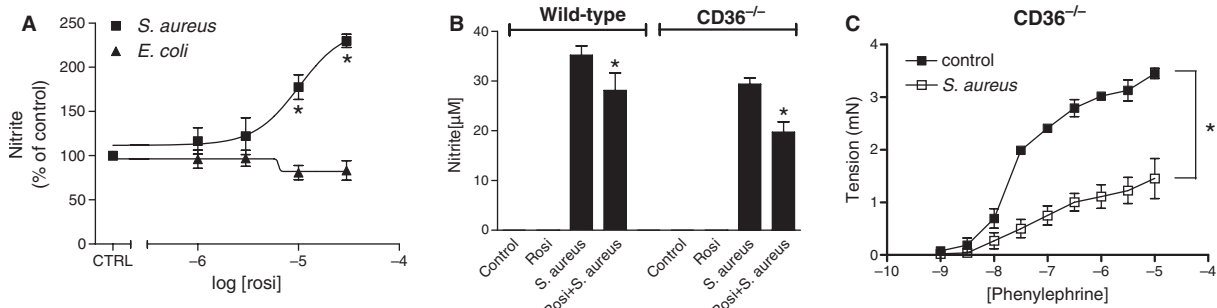 A
S. aureus
E. coli
Nitrite
(% of control)
250
200
150
100
50
0
*
*
CTRL
–6
–5
–4
log [rosi]
B
Wild-type
CD36–/–
Nitrite[µM]
40
30
20
10
0
*
*
Control
Rosi
S. aureus
Rosi+S. aureus
Control
Rosi
S. aureus
Rosi+S. aureus
C
CD36–/–
control
S. aureus
Tension (mN)
4
3
2
1
0
*
–10
–9
–8
–7
–6
–5
–4
[Phenylephrine]